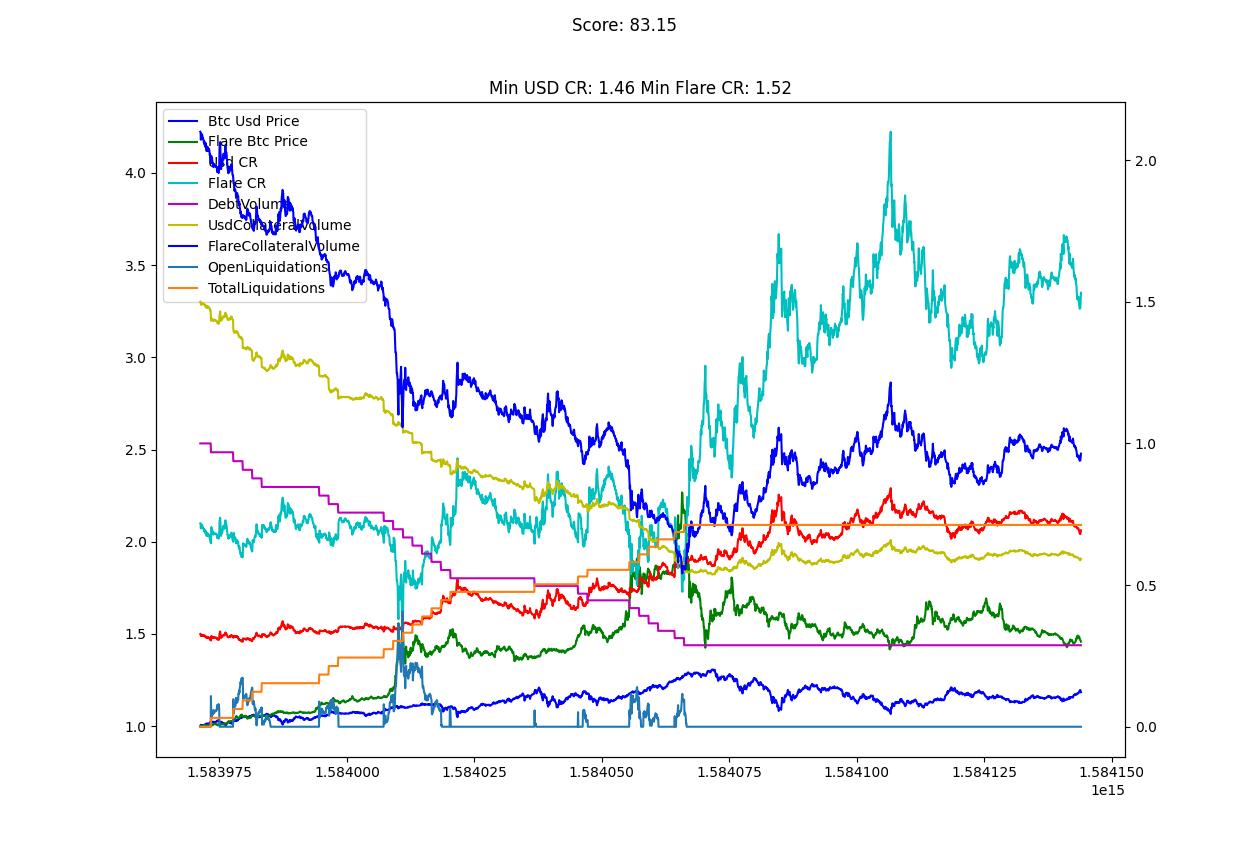 Score: 83.15
Min USD CR: 1.46 Min Flare CR: 1.52
Btc Usd Price
Flare Btc Price
Usd CR
Flare CR
DebtVolume
UsdCollateralVolume
FlareCollateralVolume
OpenLiquidations
TotalLiquidations
4.0
3.5
3.0
2.5
2.0
1.5
1.0
2.0
1.5
1.0
0.5
0.0
1.583975 1.584000 1.584025 1.584050 1.584075 1.584100 1.584125 1.584150
1e15